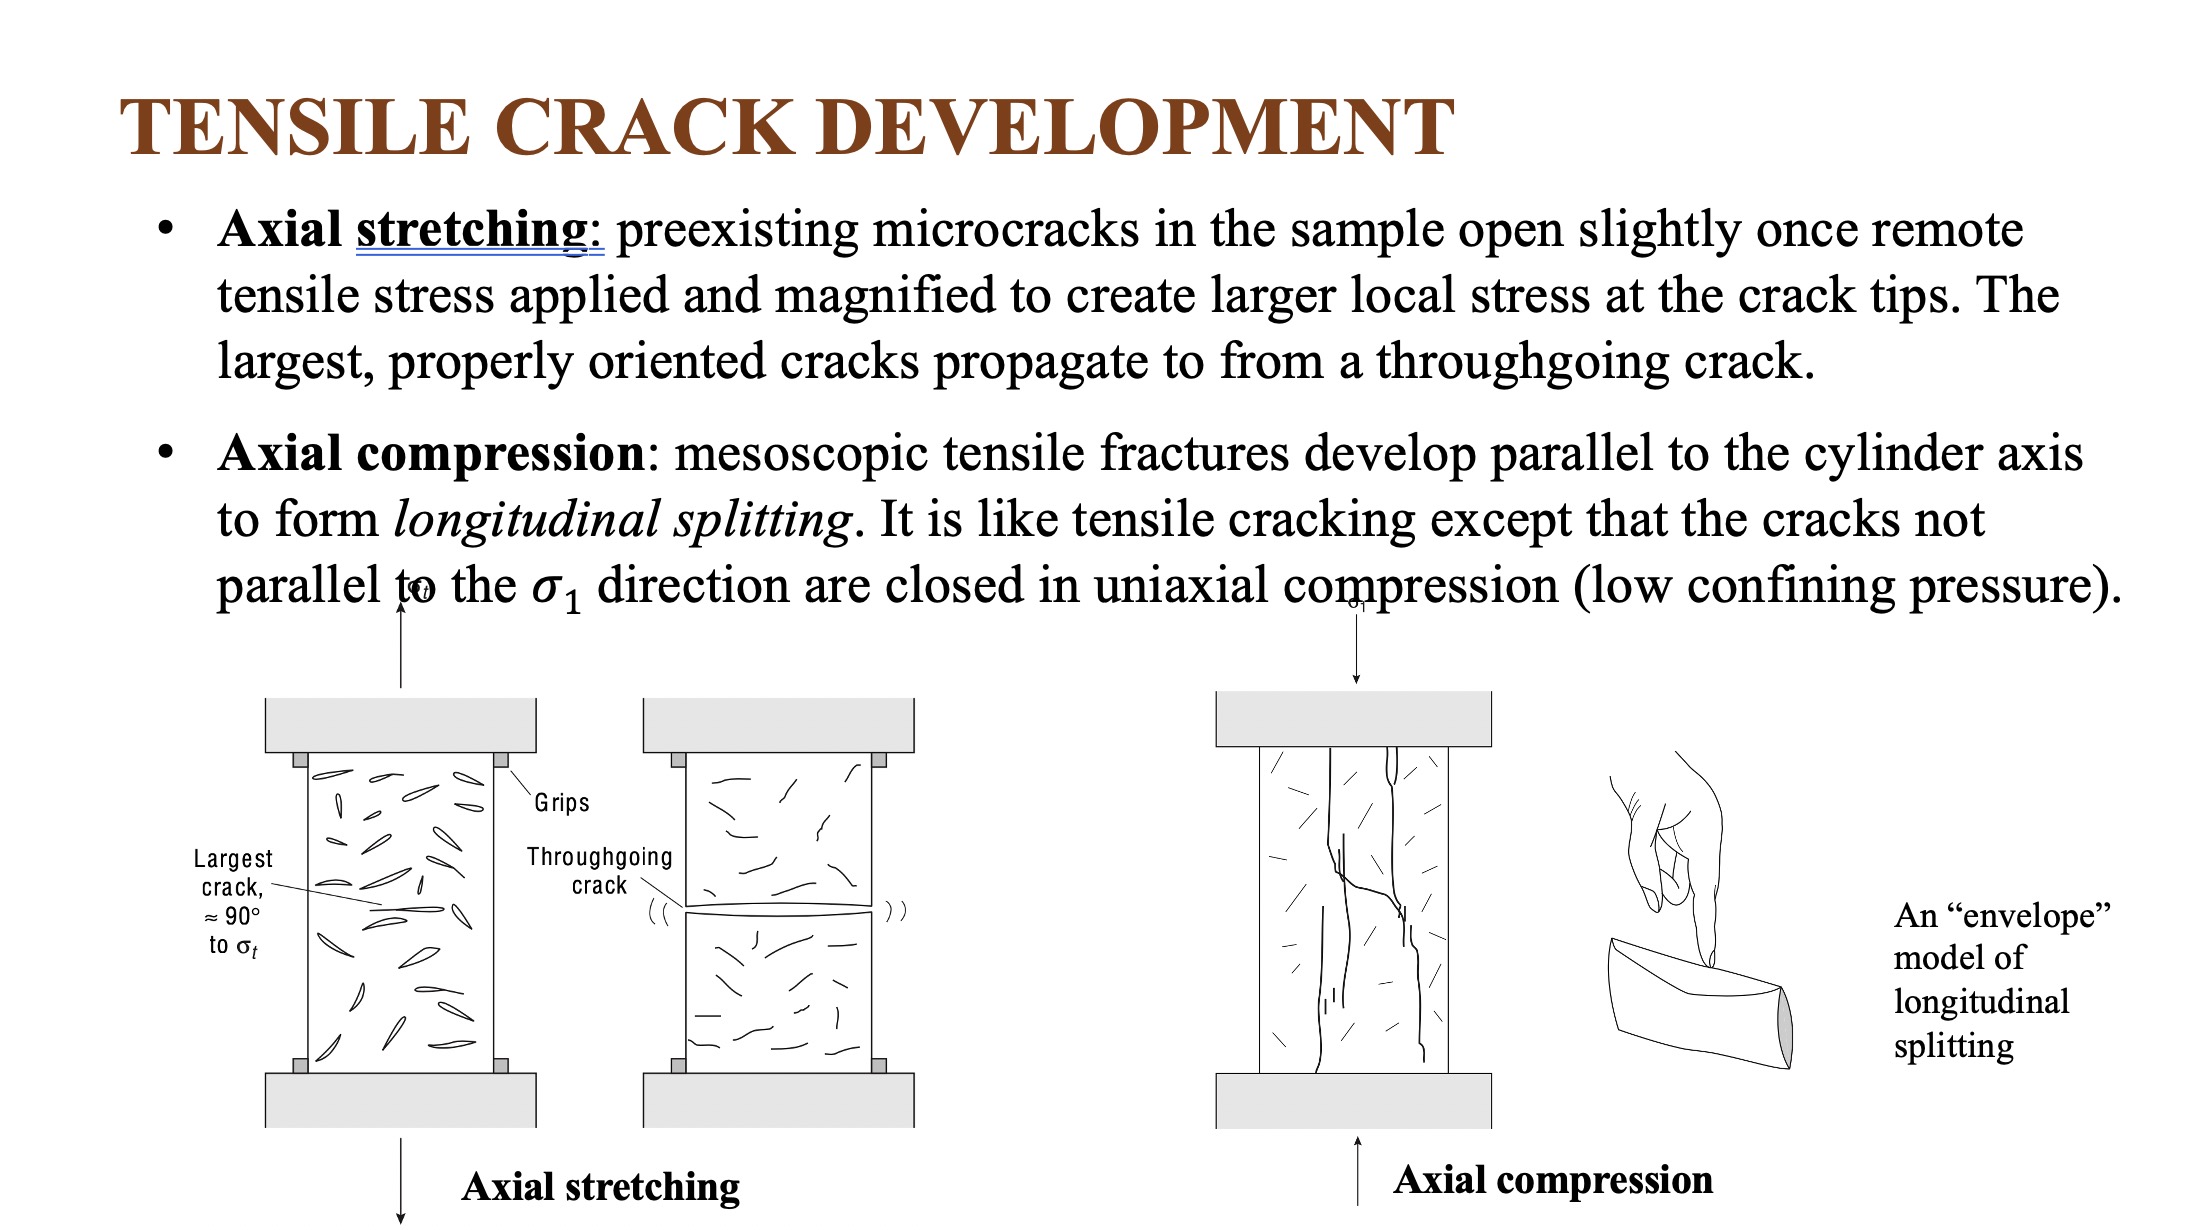 TENSILE CRACK DEVELOPMENT
• Axial stretching: preexisting microcracks in the sample open slightly once remote
tensile stress applied and magnified to create larger local stress at the crack tips. The
largest, properly oriented cracks propagate to from a throughgoing crack.
• Axial compression: mesoscopic tensile fractures develop parallel to the cylinder axis
to form longitudinal splitting. It is like tensile cracking except that the cracks not
parallel to the σ₁ direction are closed in uniaxial compression (low confining pressure).
σₜ
σ₁
Grips
Largest
crack,
≈ 90°
to σₜ
Throughgoing
crack
An “envelope”
model of
longitudinal
splitting
Axial stretching
Axial compression